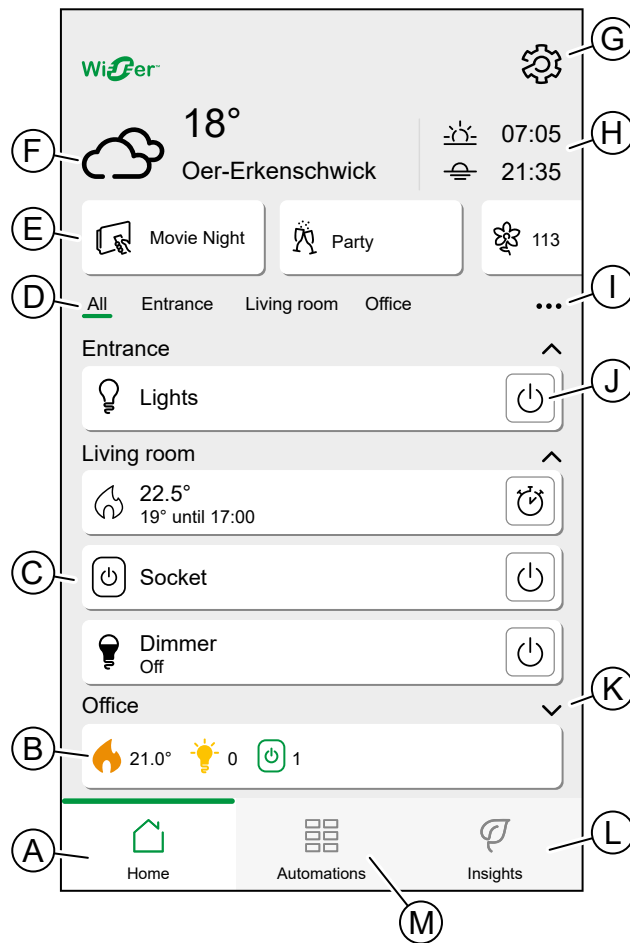 Wiser™
G
18°
07:05
H
F
Oer-Erkenschwick
21:35
E
Movie Night
Party
113
D
All Entrance Living room Office
•••
I
Entrance
Lights
J
Living room
22.5°
19° until 17:00
C
Socket
Dimmer
Off
K
Office
B
21.0° 0 1
A
Home
Automations
Insights
L
M